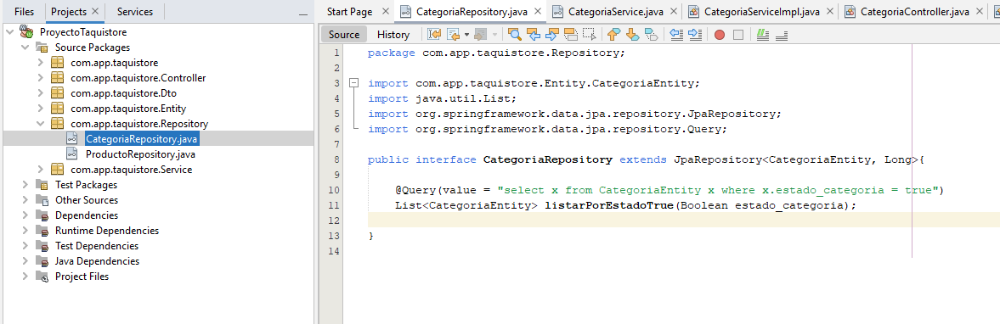 Files Projects Services
ProyectoTaquistore
Source Packages
com.app.taquistore
com.app.taquistore.Controller
com.app.taquistore.Dto
com.app.taquistore.Entity
com.app.taquistore.Repository
CategoriaRepository.java
ProductoRepository.java
com.app.taquistore.Service
Test Packages
Other Sources
Dependencies
Runtime Dependencies
Test Dependencies
Java Dependencies
Project Files
Start Page CategoriaRepository.java CategoriaService.java CategoriaServiceImpl.java CategoriaController.java
Source History
1 package com.app.taquistore.Repository;
2
3 import com.app.taquistore.Entity.CategoriaEntity;
4 import java.util.List;
5 import org.springframework.data.jpa.repository.JpaRepository;
6 import org.springframework.data.jpa.repository.Query;
7
8 public interface CategoriaRepository extends JpaRepository<CategoriaEntity, Long>{
9
10 @Query(value = "select x from CategoriaEntity x where x.estado_categoria = true")
11 List<CategoriaEntity> listarPorEstadoTrue(Boolean estado_categoria);
12
13 }
14